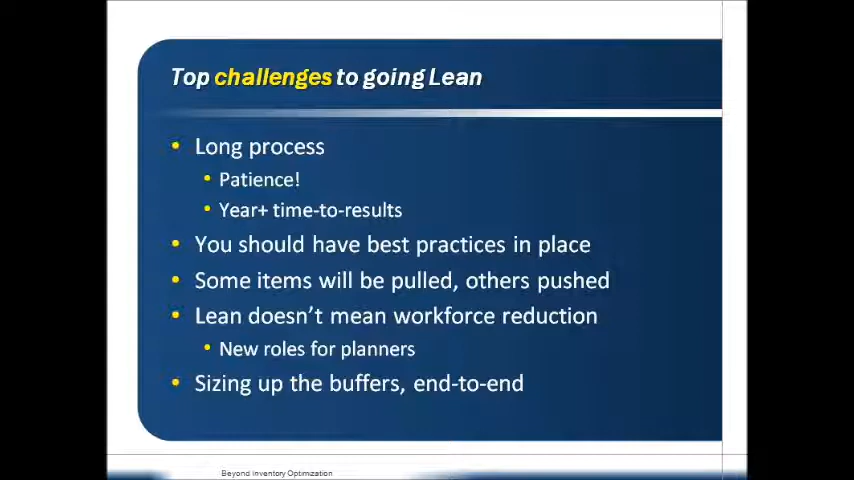 Top challenges to going Lean
• Long process
• Patience!
• Year+ time-to-results
• You should have best practices in place
• Some items will be pulled, others pushed
• Lean doesn't mean workforce reduction
• New roles for planners
• Sizing up the buffers, end-to-end
Beyond Inventory Optimization